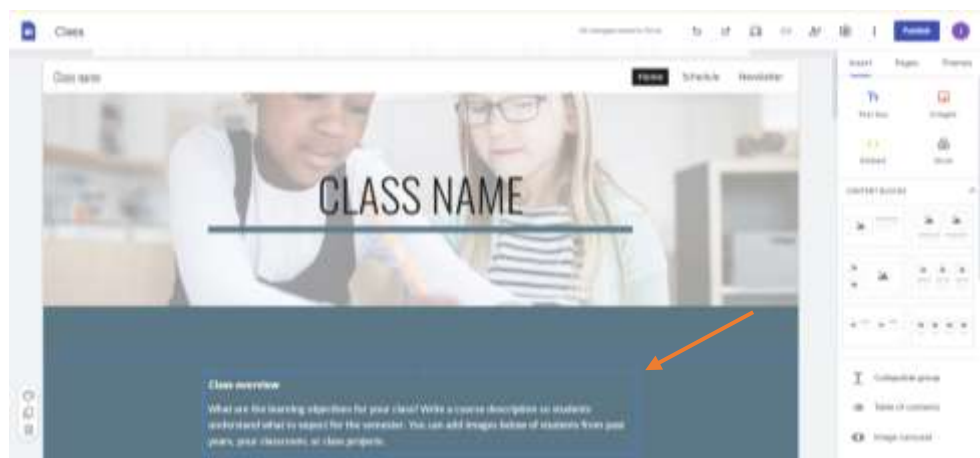 Class
Publish
Class name
Home Schedule Newsletter
Insert Pages Themes
Text box Images
Embed Drive
CLASS NAME
CONTENT BLOCKS
Class overview
What are the learning objectives for your class? Write a course description so students
understand what to expect for the semester. You can add images below of students from past
years, your classroom, or class projects.
Collapsible group
Table of contents
Image carousel